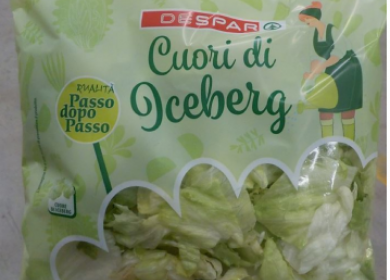 DESPAR
Cuori di
Iceberg
QUALITÀ
Passo
dopo
Passo